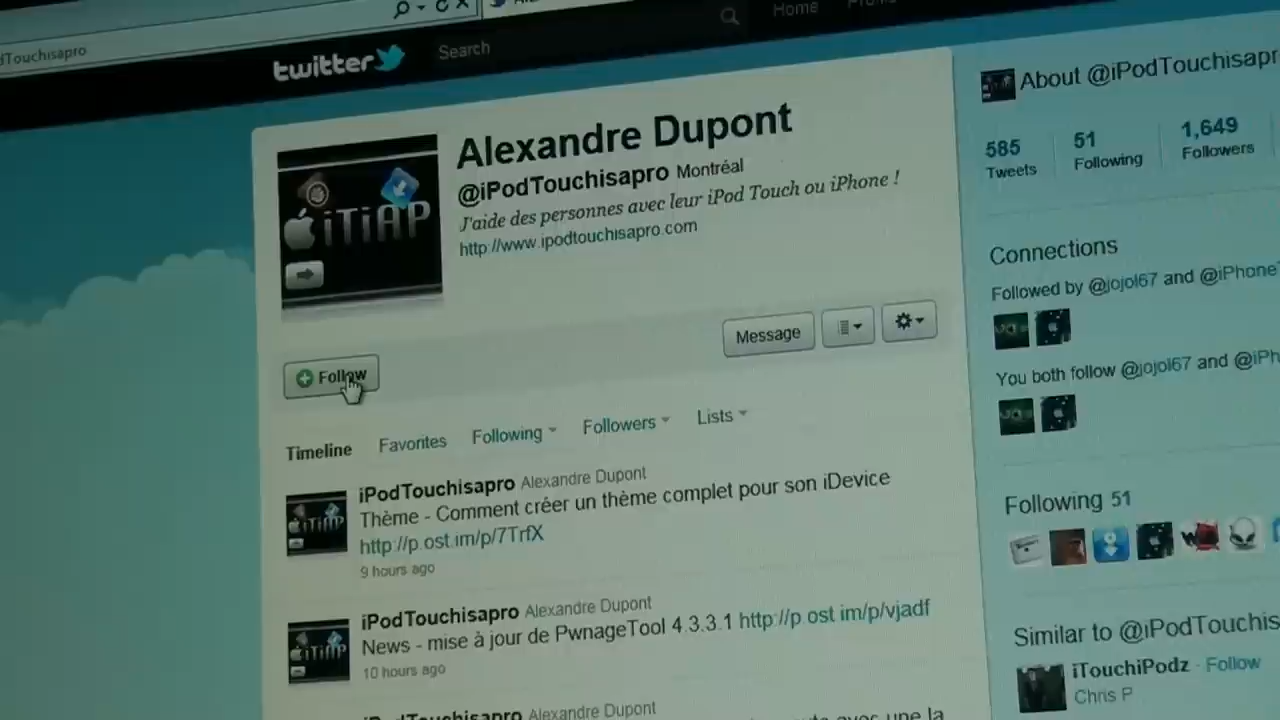 dTouchisapro
twitter
Search
Home
iTiAP
Alexandre Dupont
@iPodTouchisapro Montréal
J'aide des personnes avec leur iPod Touch ou iPhone !
http://www.ipodtouchisapro.com
Message
Follow
Timeline Favorites Following Followers Lists
iPodTouchisapro Alexandre Dupont
Thème - Comment créer un thème complet pour son iDevice
http://p.ost.im/p/7TrfX
9 hours ago
iPodTouchisapro Alexandre Dupont
News - mise à jour de PwnageTool 4.3.3.1 http://p.ost.im/p/vjadf
10 hours ago
iPodTouchisapro Alexandre Dupont
avec une la
About @iPodTouchisapr
585 51 1,649
Tweets Following Followers
Connections
Followed by @jojol67 and @iPhone
You both follow @jojol67 and @iPh
Following 51
Similar to @iPodTouchis
iTouchiPodz · Follow
Chris P